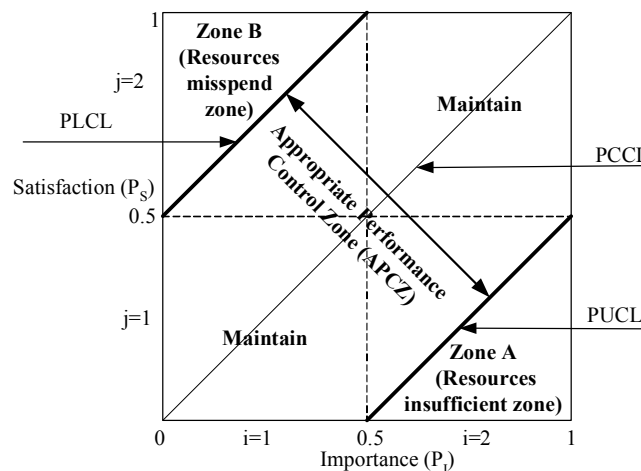 1
Zone B
(Resources
misspend
zone)
j=2
Maintain
PLCL
PCCL
Appropriate Performance
Control Zone (APCZ)
Satisfaction (PS)
0.5
j=1
Maintain
PUCL
Zone A
(Resources
insufficient zone)
0 i=1 0.5 i=2 1
Importance (PI)